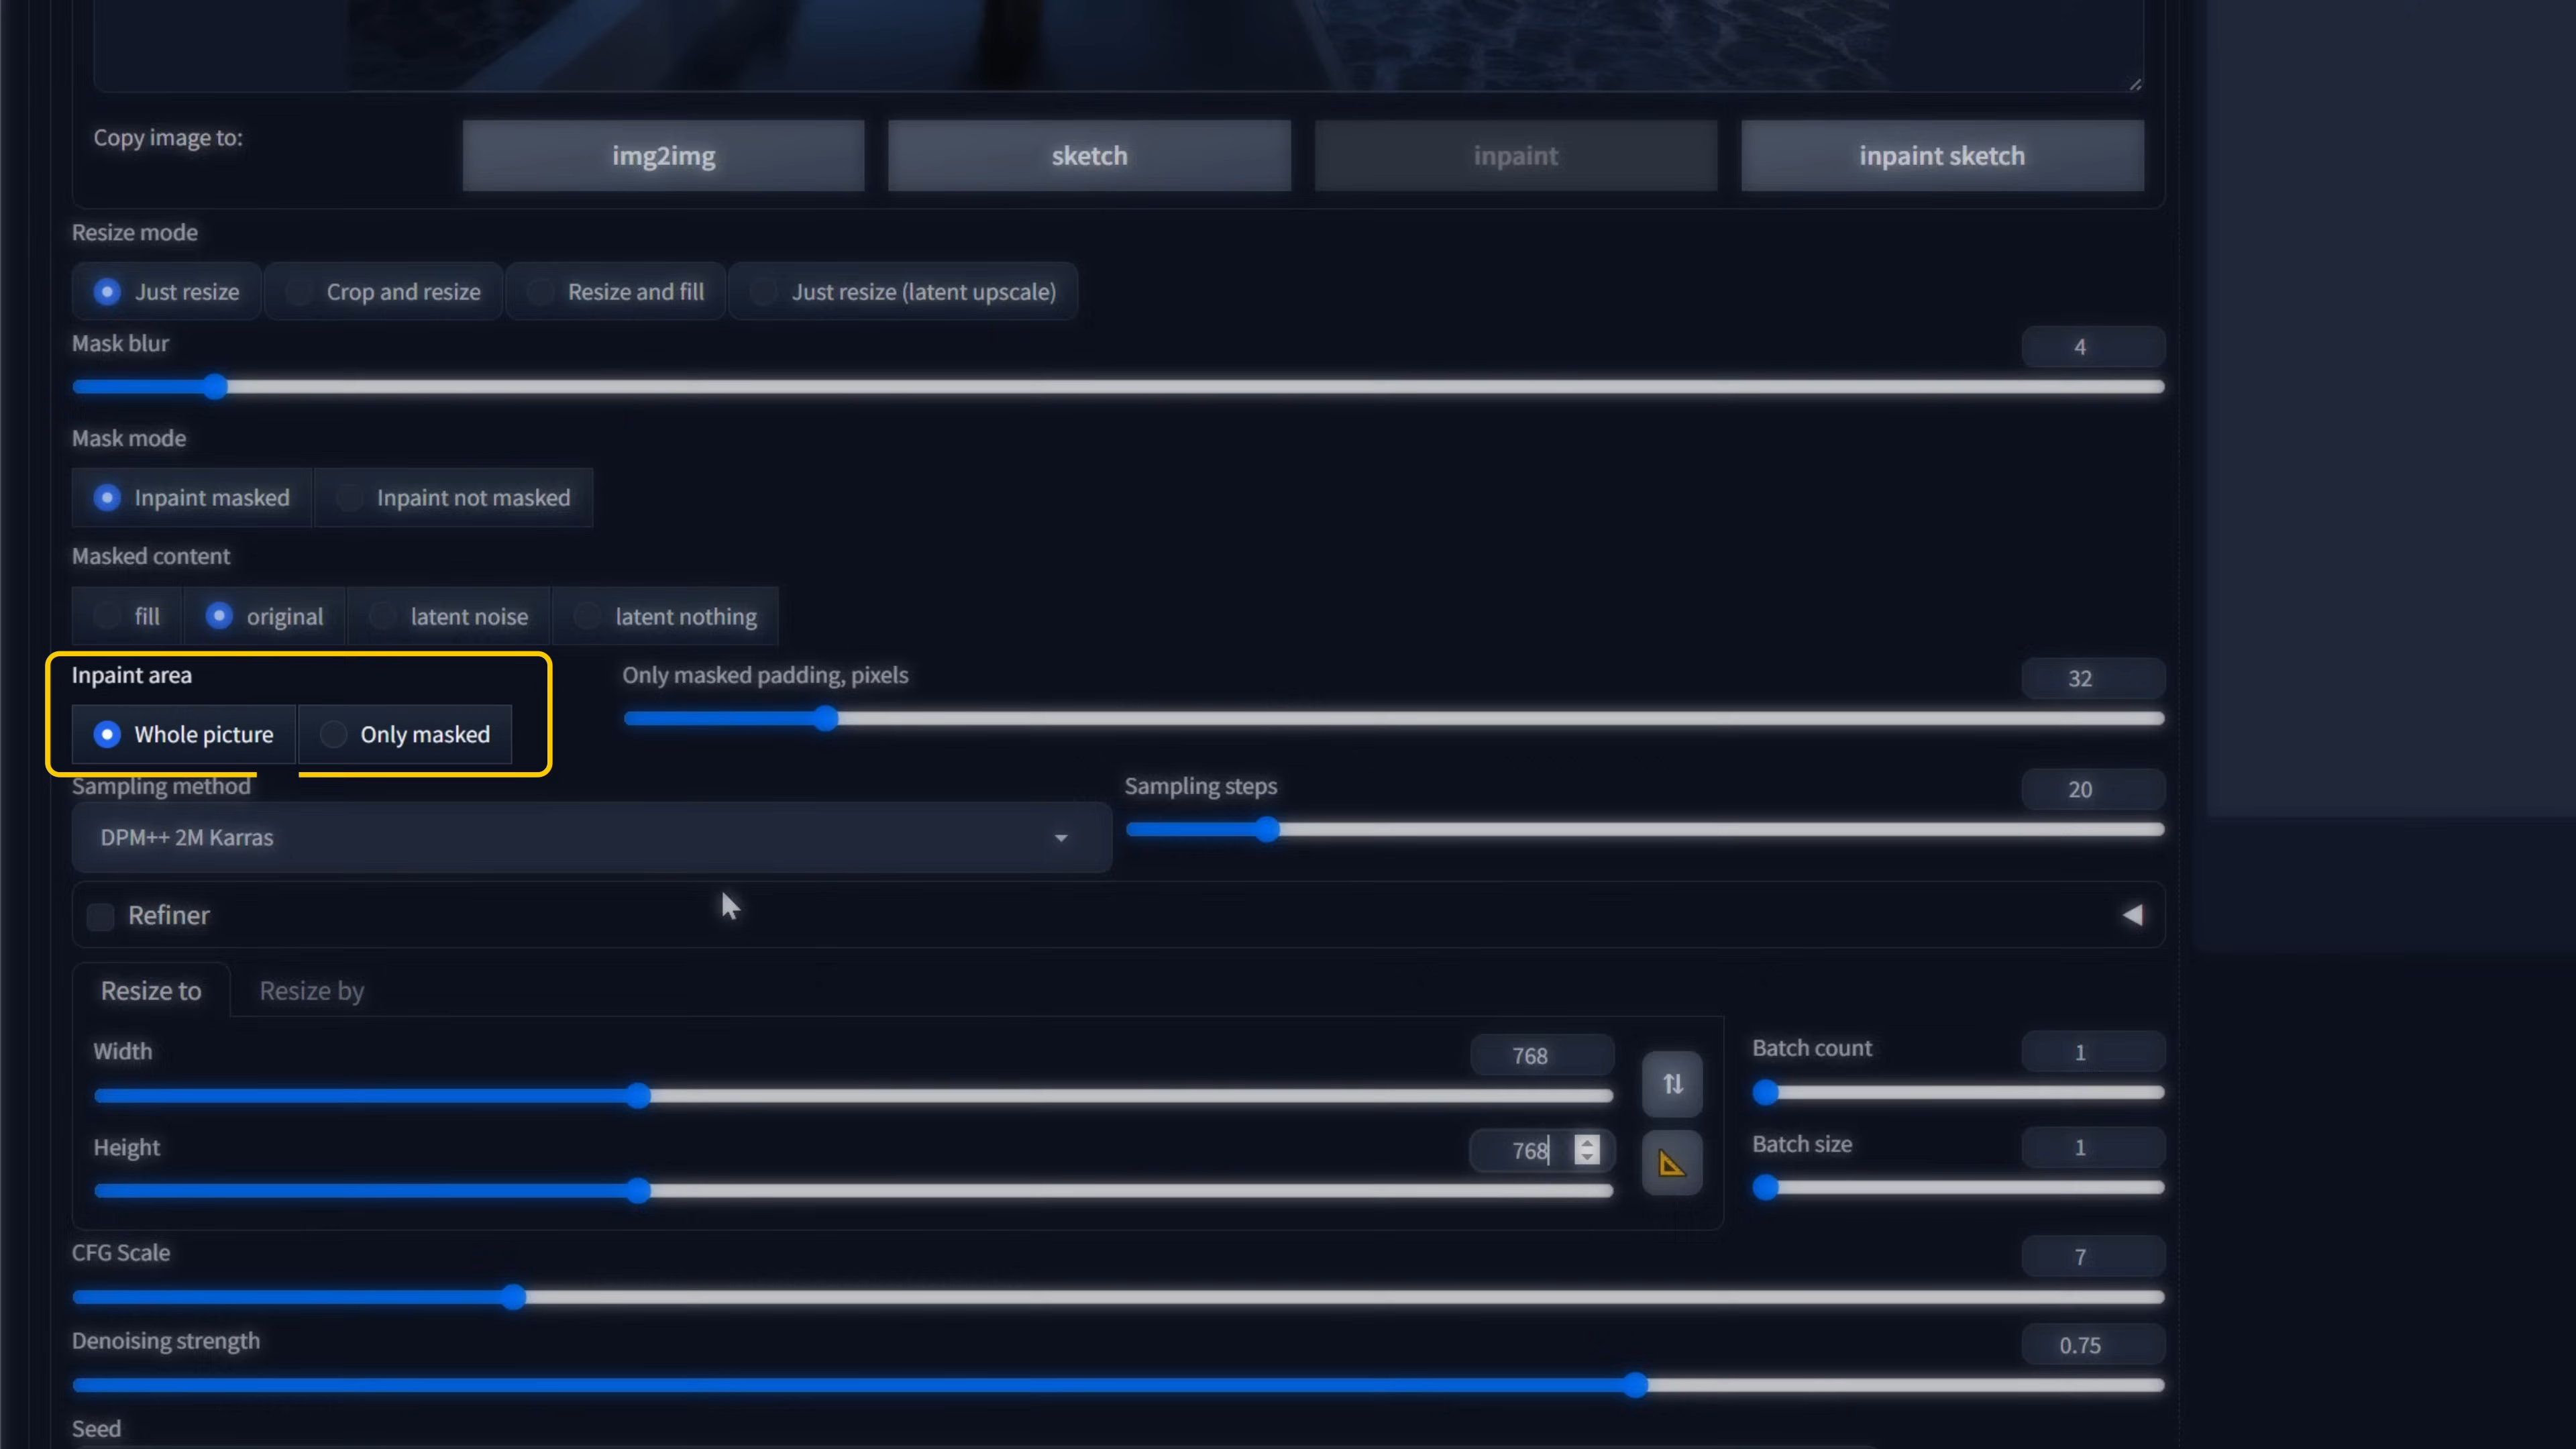 Copy image to:
img2img
sketch
inpaint
inpaint sketch
Resize mode
Just resize
Crop and resize
Resize and fill
Just resize (latent upscale)
Mask blur
4
Mask mode
Inpaint masked
Inpaint not masked
Masked content
fill
original
latent noise
latent nothing
Inpaint area
Only masked padding, pixels
32
Whole picture
Only masked
Sampling method
Sampling steps
20
DPM++ 2M Karras
Refiner
Resize to
Resize by
Width
768
Batch count
1
Height
768
Batch size
1
CFG Scale
7
Denoising strength
0.75
Seed